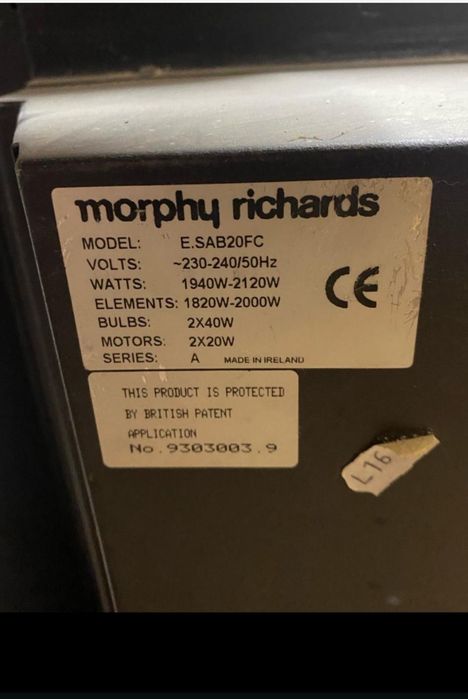 morphy richards
MODEL: E.SAB20FC
VOLTS: ~230-240/50Hz
WATTS: 1940W-2120W
ELEMENTS: 1820W-2000W
BULBS: 2X40W
MOTORS: 2X20W
SERIES: A MADE IN IRELAND
CE
THIS PRODUCT IS PROTECTED
BY BRITISH PATENT
APPLICATION
No.9303003.9
L16